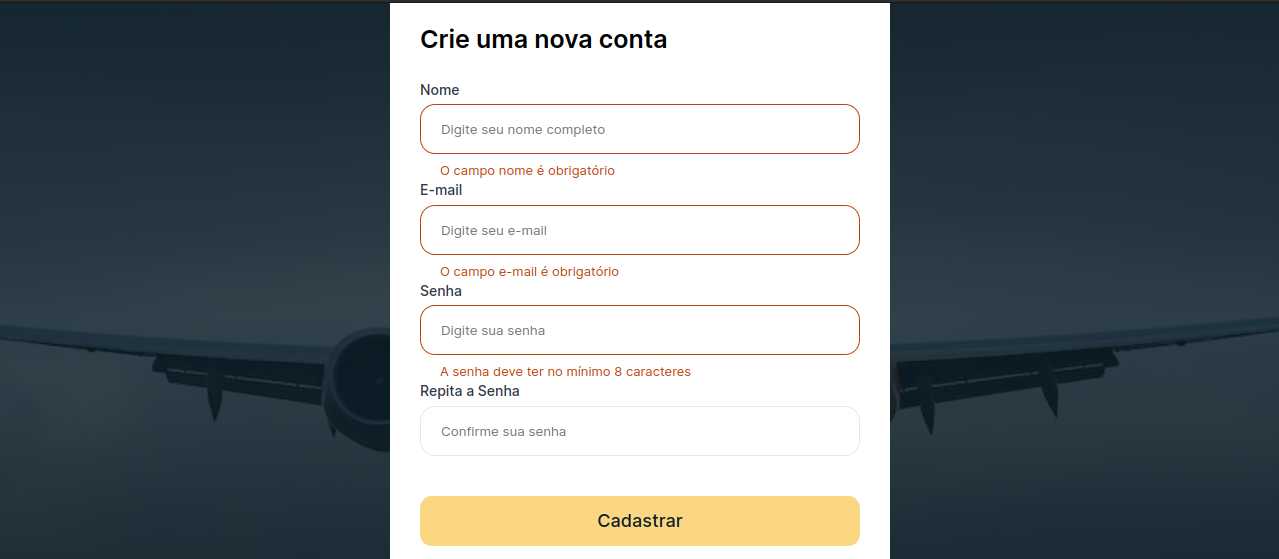 Crie uma nova conta
Nome
Digite seu nome completo
O campo nome é obrigatório
E-mail
Digite seu e-mail
O campo e-mail é obrigatório
Senha
Digite sua senha
A senha deve ter no mínimo 8 caracteres
Repita a Senha
Confirme sua senha
Cadastrar